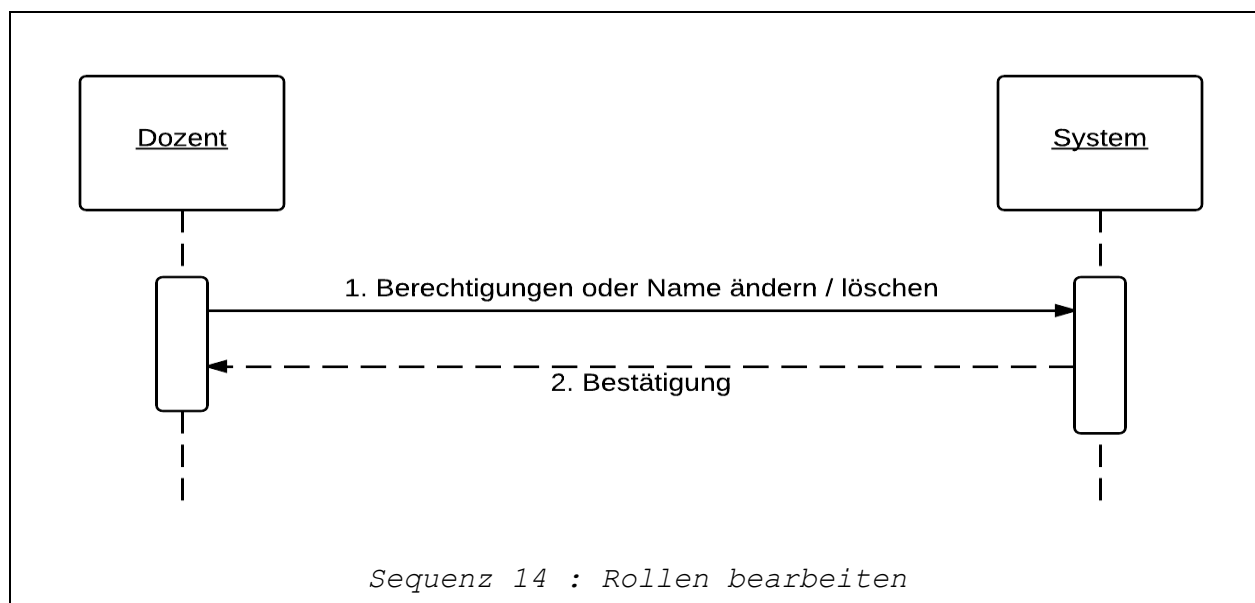 Dozent
System
1. Berechtigungen oder Name ändern / löschen
2. Bestätigung
Sequenz 14 : Rollen bearbeiten